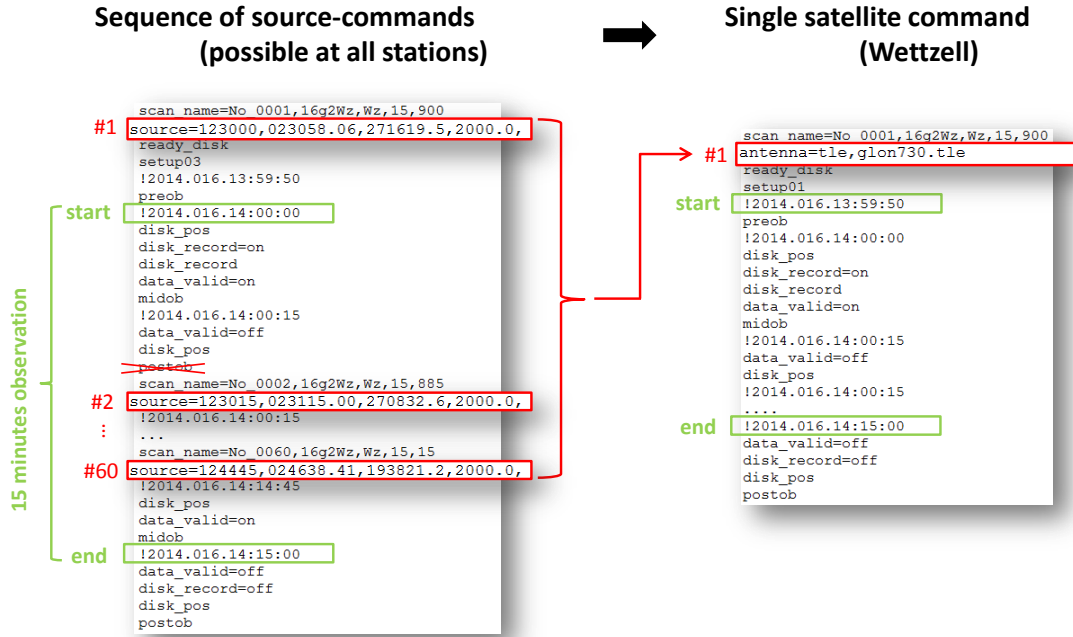 Sequence of source-commands
(possible at all stations)
Single satellite command
(Wettzell)
scan_name=No_0001,16g2Wz,Wz,15,900
#1
source=123000,023058.06,271619.5,2000.0,
ready_disk
setup03
!2014.016.13:59:50
preob
start
!2014.016.14:00:00
disk_pos
disk_record=on
disk_record
data_valid=on
midob
!2014.016.14:00:15
data_valid=off
disk_pos
postob
scan_name=No_0002,16g2Wz,Wz,15,885
#2
source=123015,023115.00,270832.6,2000.0,
!2014.016.14:00:15
...
scan_name=No_0060,16g2Wz,Wz,15,15
#60
source=124445,024638.41,193821.2,2000.0,
!2014.016.14:14:45
disk_pos
data_valid=on
midob
end
!2014.016.14:15:00
data_valid=off
disk_record=off
disk_pos
postob
15 minutes observation
scan_name=No_0001,16g2Wz,Wz,15,900
#1
antenna=tle,glon730.tle
ready_disk
setup01
start
!2014.016.13:59:50
preob
!2014.016.14:00:00
disk_pos
disk_record=on
disk_record
data_valid=on
midob
!2014.016.14:00:15
data_valid=off
disk_pos
!2014.016.14:00:15
....
end
!2014.016.14:15:00
data_valid=off
disk_record=off
disk_pos
postob